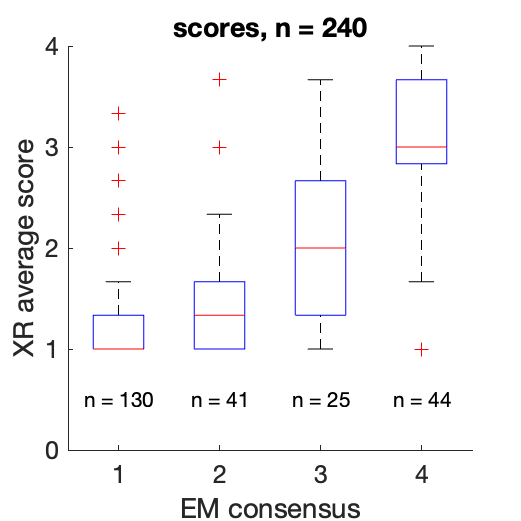 scores, n = 240
XR average score
4
3
2
1
0
n = 130 n = 41 n = 25 n = 44
1 2 3 4
EM consensus